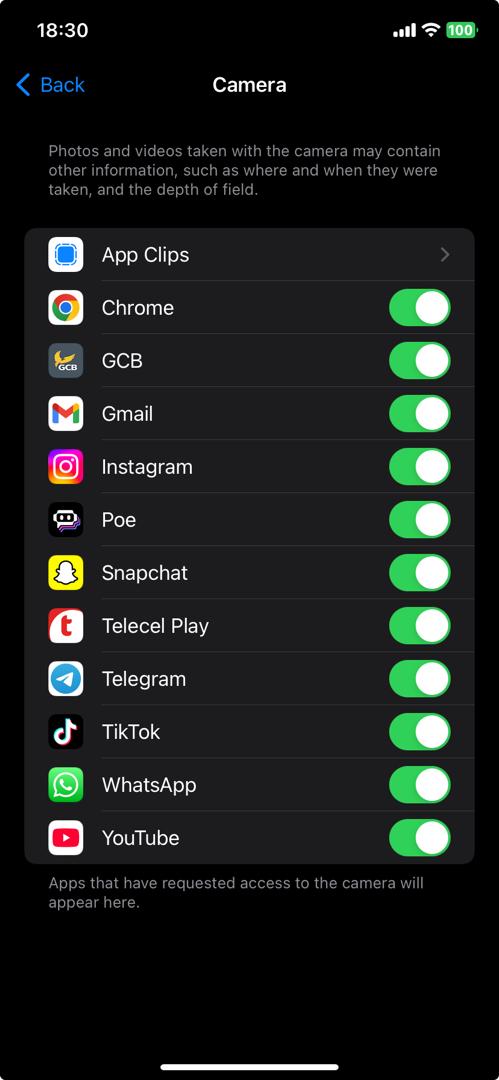 18:30
100
Back
Camera
Photos and videos taken with the camera may contain
other information, such as where and when they were
taken, and the depth of field.
App Clips
Chrome
GCB
GCB
Gmail
Instagram
Poe
Snapchat
t
Telecel Play
Telegram
TikTok
WhatsApp
YouTube
Apps that have requested access to the camera will
appear here.